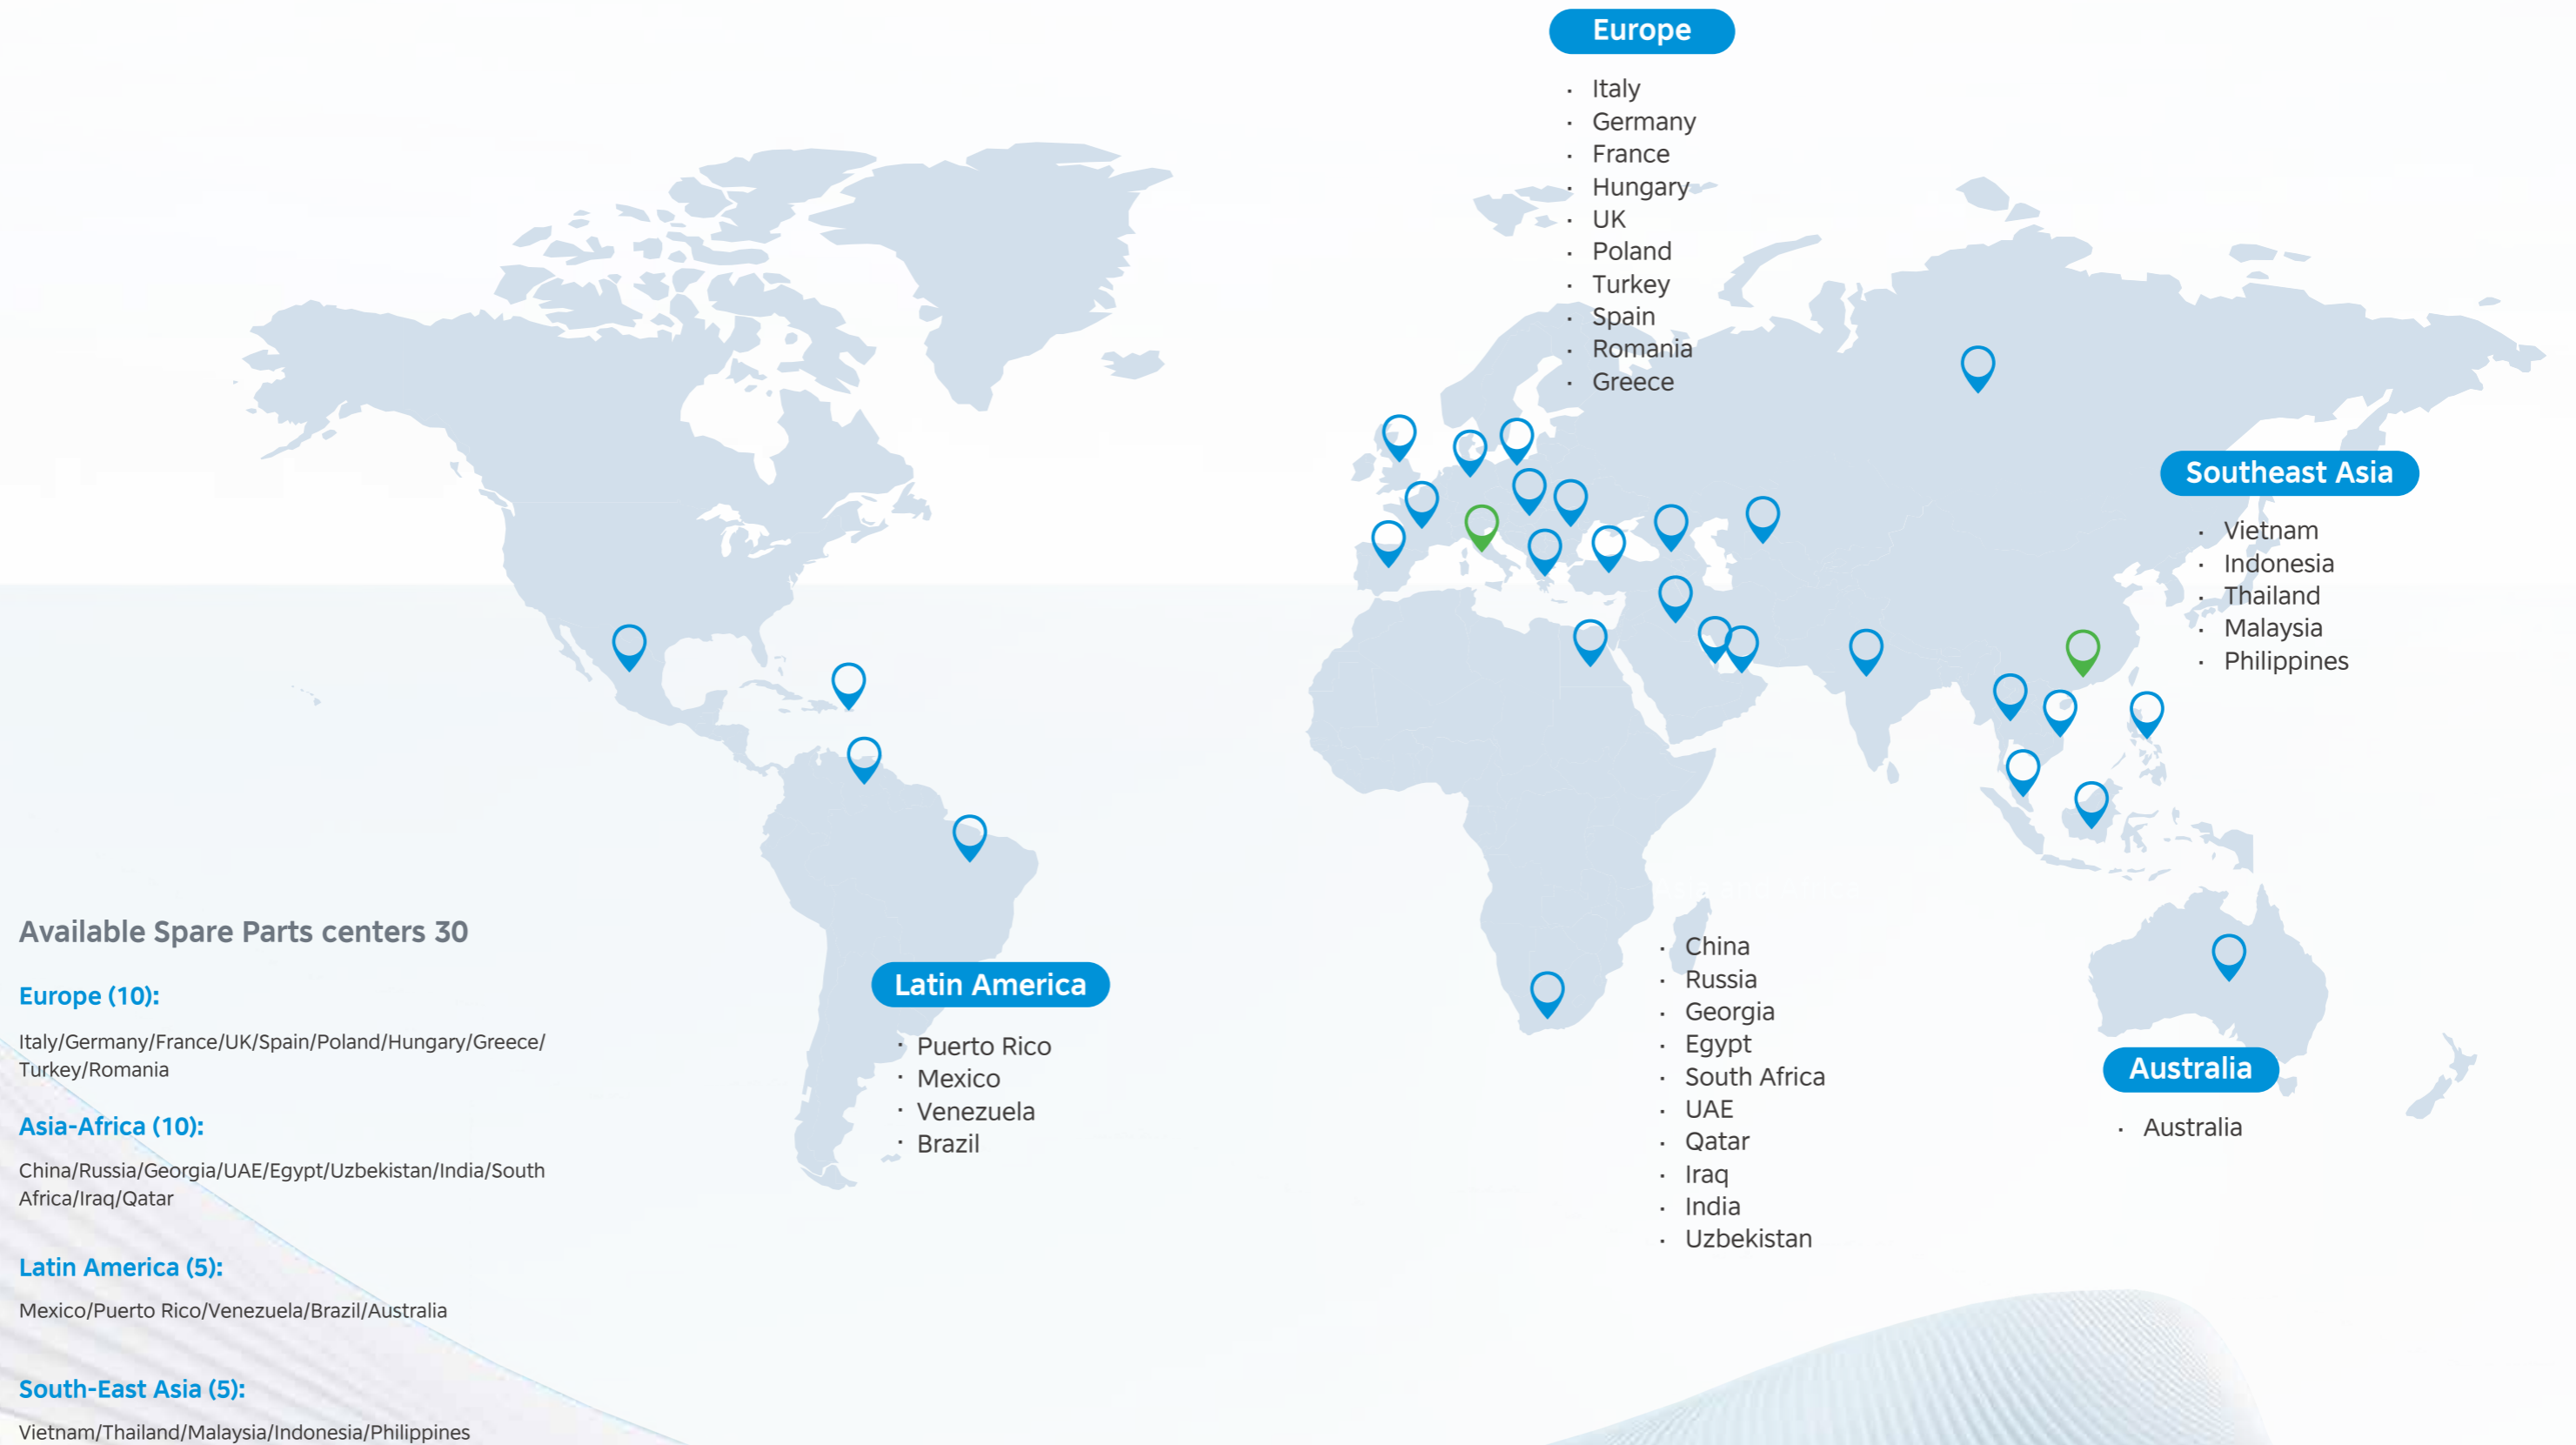 Europe
· Italy
· Germany
· France
· Hungary
· UK
· Poland
· Turkey
· Spain
· Romania
· Greece
Southeast Asia
· Vietnam
· Indonesia
· Thailand
· Malaysia
· Philippines
Available Spare Parts centers 30
Europe (10):
Italy/Germany/France/UK/Spain/Poland/Hungary/Greece/
Turkey/Romania
Asia-Africa (10):
China/Russia/Georgia/UAE/Egypt/Uzbekistan/India/South
Africa/Iraq/Qatar
Latin America (5):
Mexico/Puerto Rico/Venezuela/Brazil/Australia
South-East Asia (5):
Vietnam/Thailand/Malaysia/Indonesia/Philippines
Latin America
· Puerto Rico
· Mexico
· Venezuela
· Brazil
· China
· Russia
· Georgia
· Egypt
· South Africa
· UAE
· Qatar
· Iraq
· India
· Uzbekistan
Australia
· Australia